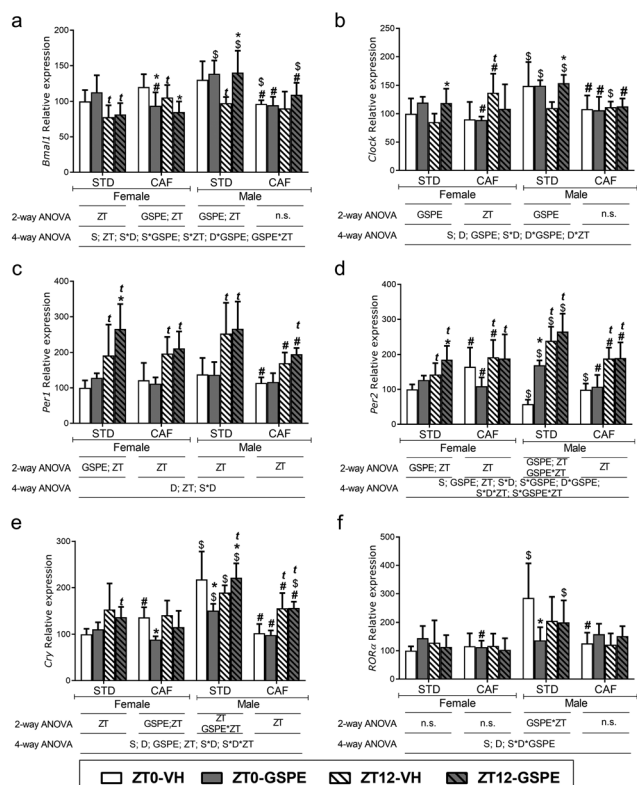 a
Bmal1 Relative expression
200
150
100
50
0
t t * # t * $ * $ t * $ $ # # $ #
STD CAF STD CAF
Female Male
2-way ANOVA ZT GSPE; ZT GSPE; ZT n.s.
4-way ANOVA S; ZT; S*D; S*GSPE; S*ZT; D*GSPE; GSPE*ZT
b
Clock Relative expression
250
200
150
100
50
0
* # t # $ $ * $ # # $ # #
STD CAF STD CAF
Female Male
2-way ANOVA GSPE ZT GSPE n.s.
4-way ANOVA S; D; GSPE; S*D; D*GSPE; D*ZT
c
Per1 Relative expression
400
300
200
100
0
t t * t t t t # t # t #
STD CAF STD CAF
Female Male
2-way ANOVA GSPE; ZT ZT ZT ZT
4-way ANOVA D; ZT; S*D
d
Per2 Relative expression
400
300
200
100
0
t t * # # t # t $ * $ t $ t $ $ # t # t #
STD CAF STD CAF
Female Male
2-way ANOVA GSPE; ZT ZT GSPE; ZT GSPE*ZT ZT
4-way ANOVA S; GSPE; ZT; S*D; S*GSPE; D*GSPE;
S*D*ZT; S*GSPE*ZT
e
Cry Relative expression
300
200
100
0
t # * $ * $ $ t * $ # # t # t $ #
STD CAF STD CAF
Female Male
2-way ANOVA ZT GSPE;ZT ZT GSPE*ZT ZT
4-way ANOVA S; D; GSPE; ZT; S*D; S*D*ZT
f
RORα Relative expression
500
400
300
200
100
0
# $ * $ #
STD CAF STD CAF
Female Male
2-way ANOVA n.s. n.s. GSPE*ZT n.s.
4-way ANOVA S; D; S*D*GSPE
ZT0-VH ZT0-GSPE ZT12-VH ZT12-GSPE